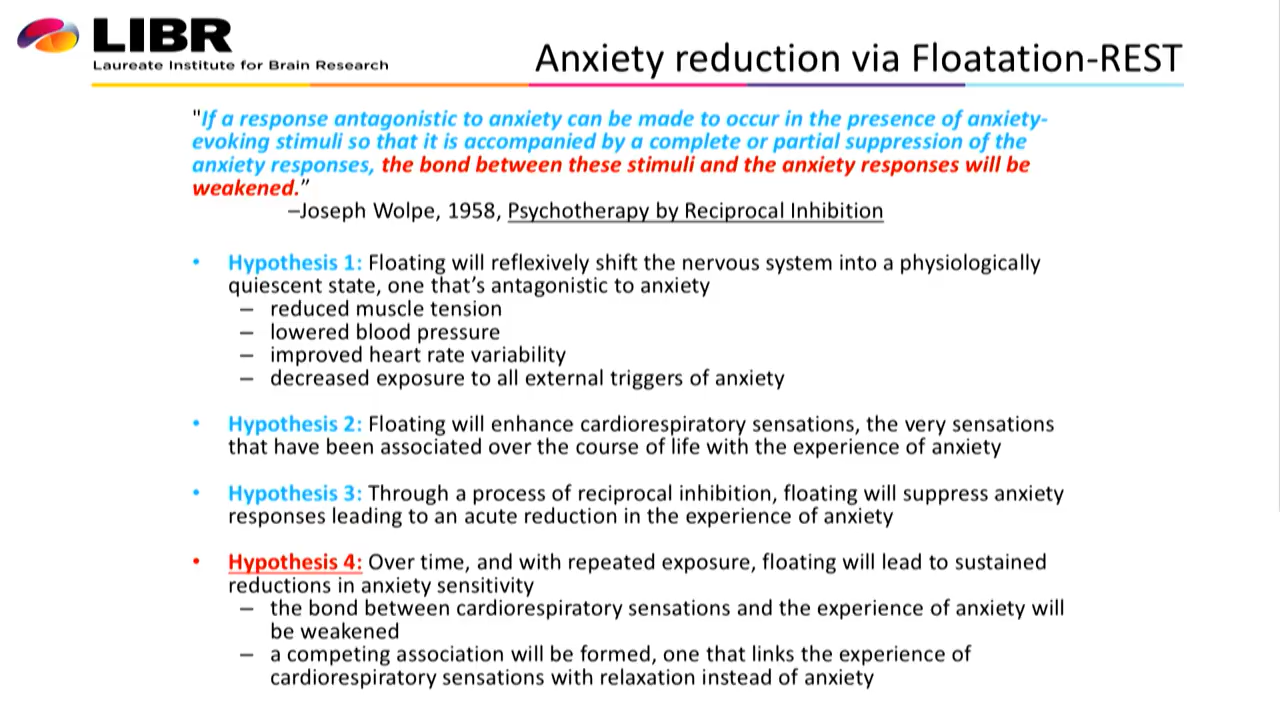 LIBR
Laureate Institute for Brain Research
Anxiety reduction via Floatation-REST
"If a response antagonistic to anxiety can be made to occur in the presence of anxiety-
evoking stimuli so that it is accompanied by a complete or partial suppression of the
anxiety responses, the bond between these stimuli and the anxiety responses will be
weakened.”
–Joseph Wolpe, 1958, Psychotherapy by Reciprocal Inhibition
• Hypothesis 1: Floating will reflexively shift the nervous system into a physiologically
quiescent state, one that’s antagonistic to anxiety
– reduced muscle tension
– lowered blood pressure
– improved heart rate variability
– decreased exposure to all external triggers of anxiety
• Hypothesis 2: Floating will enhance cardiorespiratory sensations, the very sensations
that have been associated over the course of life with the experience of anxiety
• Hypothesis 3: Through a process of reciprocal inhibition, floating will suppress anxiety
responses leading to an acute reduction in the experience of anxiety
• Hypothesis 4: Over time, and with repeated exposure, floating will lead to sustained
reductions in anxiety sensitivity
– the bond between cardiorespiratory sensations and the experience of anxiety will
be weakened
– a competing association will be formed, one that links the experience of
cardiorespiratory sensations with relaxation instead of anxiety